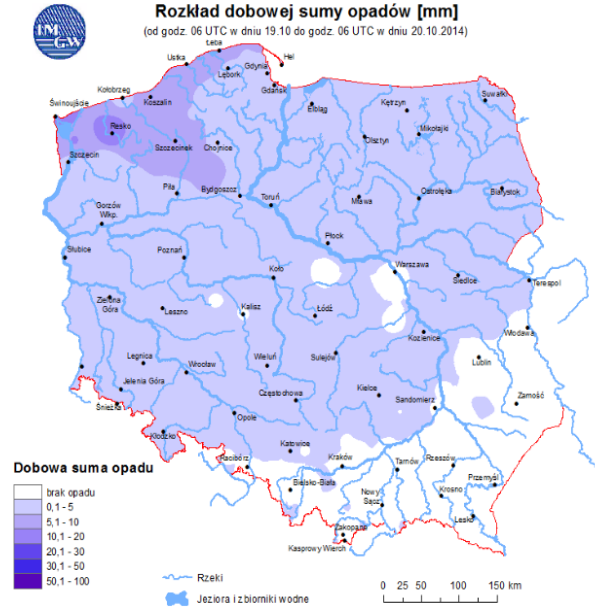 IM
GW
Rozkład dobowej sumy opadów [mm]
(od godz. 06 UTC w dniu 19.10 do godz. 06 UTC w dniu 20.10.2014)
Łeba
Hel
Ustka
Gdynia
Lębork
Gdańsk
Kołobrzeg
Koszalin
Świnoujście
Elbląg
Kętrzyn
Suwałki
Resko
Mikołajki
Szczecinek
Chojnice
Olsztyn
Szczecin
Piła
Bydgoszcz
Toruń
Mława
Ostrołęka
Białystok
Gorzów
Wlkp.
Płock
Słubice
Poznań
Koło
Warszawa
Siedlce
Terespol
Zielona
Góra
Leszno
Kalisz
Łódź
Kozienice
Włodawa
Legnica
Wrocław
Wieluń
Sulejów
Lublin
Jelenia Góra
Śnieżka
Częstochowa
Kielce
Sandomierz
Zamość
Opole
Kłodzko
Katowice
Racibórz
Kraków
Tarnów
Rzeszów
Przemyśl
Bielsko-Biała
Nowy
Sącz
Krosno
Lesko
Zakopane
Kasprowy Wierch
Dobowa suma opadu
brak opadu
0,1 - 5
5,1 - 10
10,1 - 20
20,1 - 30
30,1 - 50
50,1 - 100
Rzeki
Jeziora i zbiorniki wodne
0 25 50 100 150 km